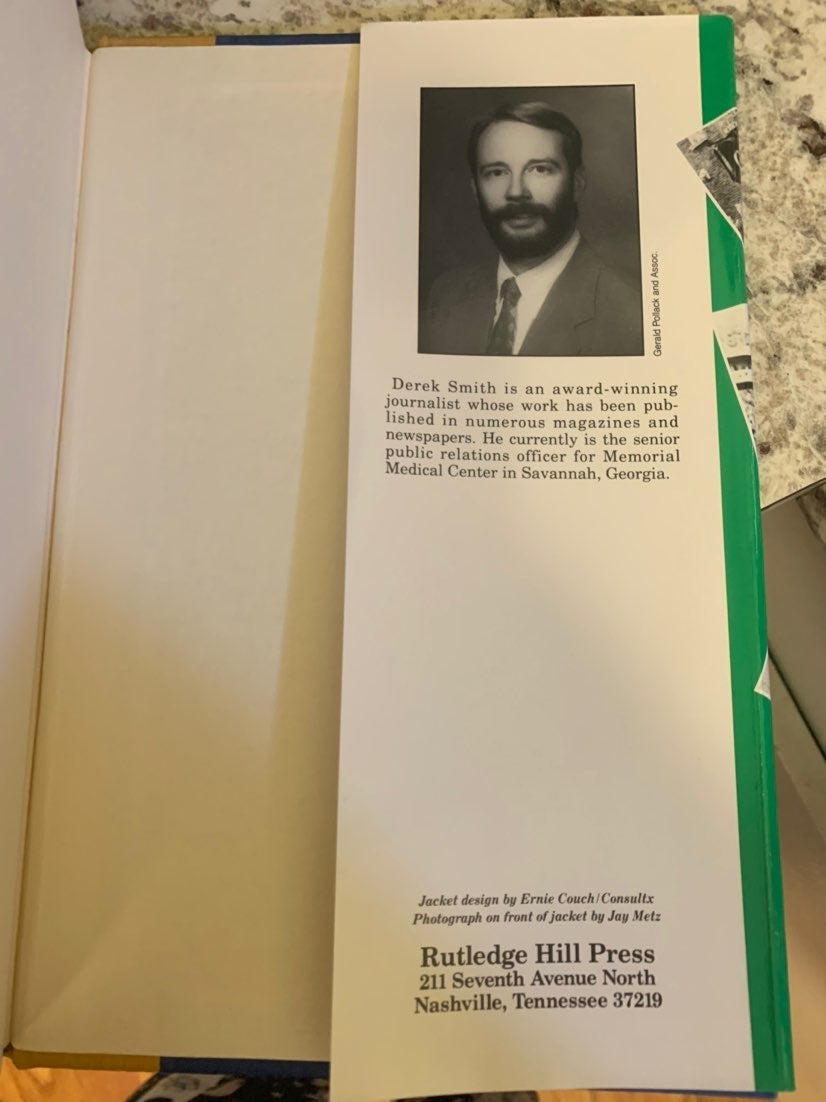 Gerald Pollack and Assoc.
Derek Smith is an award-winning
journalist whose work has been pub-
lished in numerous magazines and
newspapers. He currently is the senior
public relations officer for Memorial
Medical Center in Savannah, Georgia.
Jacket design by Ernie Couch/Consultx
Photograph on front of jacket by Jay Metz
Rutledge Hill Press
211 Seventh Avenue North
Nashville, Tennessee 37219